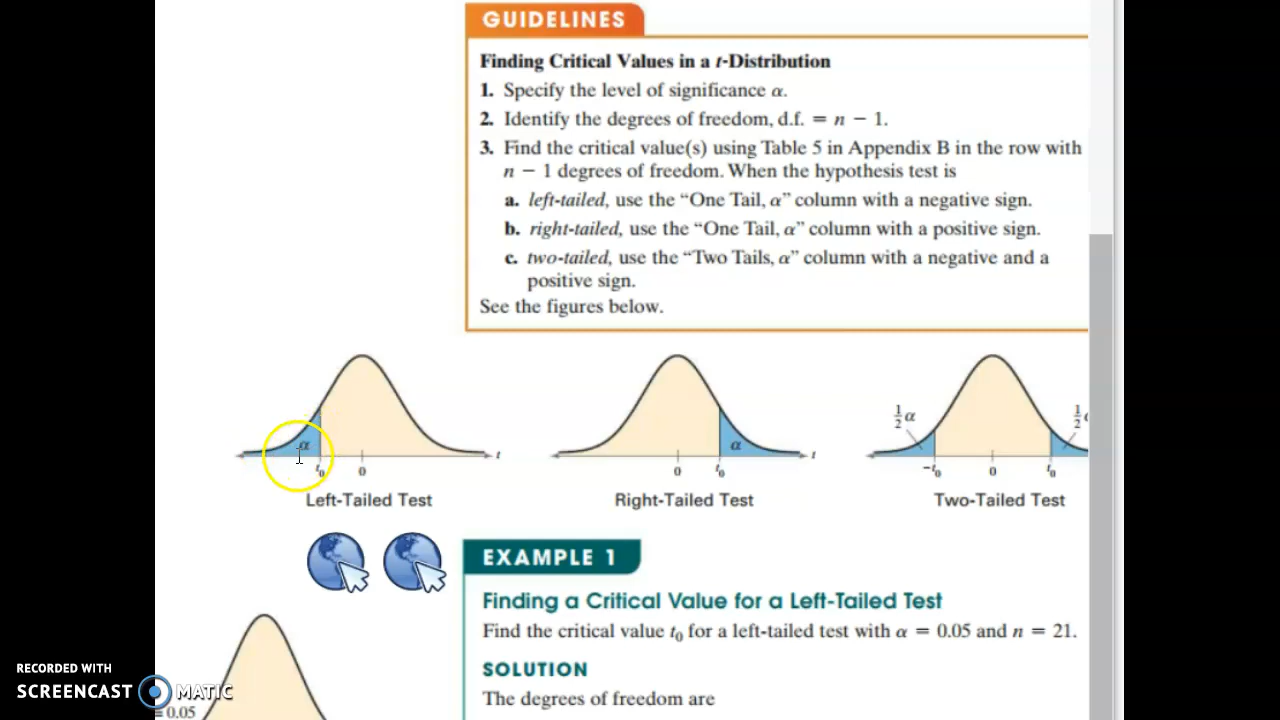 GUIDELINES
Finding Critical Values in a t-Distribution
1. Specify the level of significance α.
2. Identify the degrees of freedom, d.f. = n − 1.
3. Find the critical value(s) using Table 5 in Appendix B in the row with
n − 1 degrees of freedom. When the hypothesis test is
a. left-tailed, use the “One Tail, α” column with a negative sign.
b. right-tailed, use the “One Tail, α” column with a positive sign.
c. two-tailed, use the “Two Tails, α” column with a negative and a
positive sign.
See the figures below.
α
t₀ 0 t
Left-Tailed Test
α
0 t₀ t
Right-Tailed Test
½α ½
−t₀ 0 t₀
Two-Tailed Test
EXAMPLE 1
Finding a Critical Value for a Left-Tailed Test
Find the critical value t₀ for a left-tailed test with α = 0.05 and n = 21.
SOLUTION
The degrees of freedom are
= 0.05
RECORDED WITH
SCREENCAST MATIC